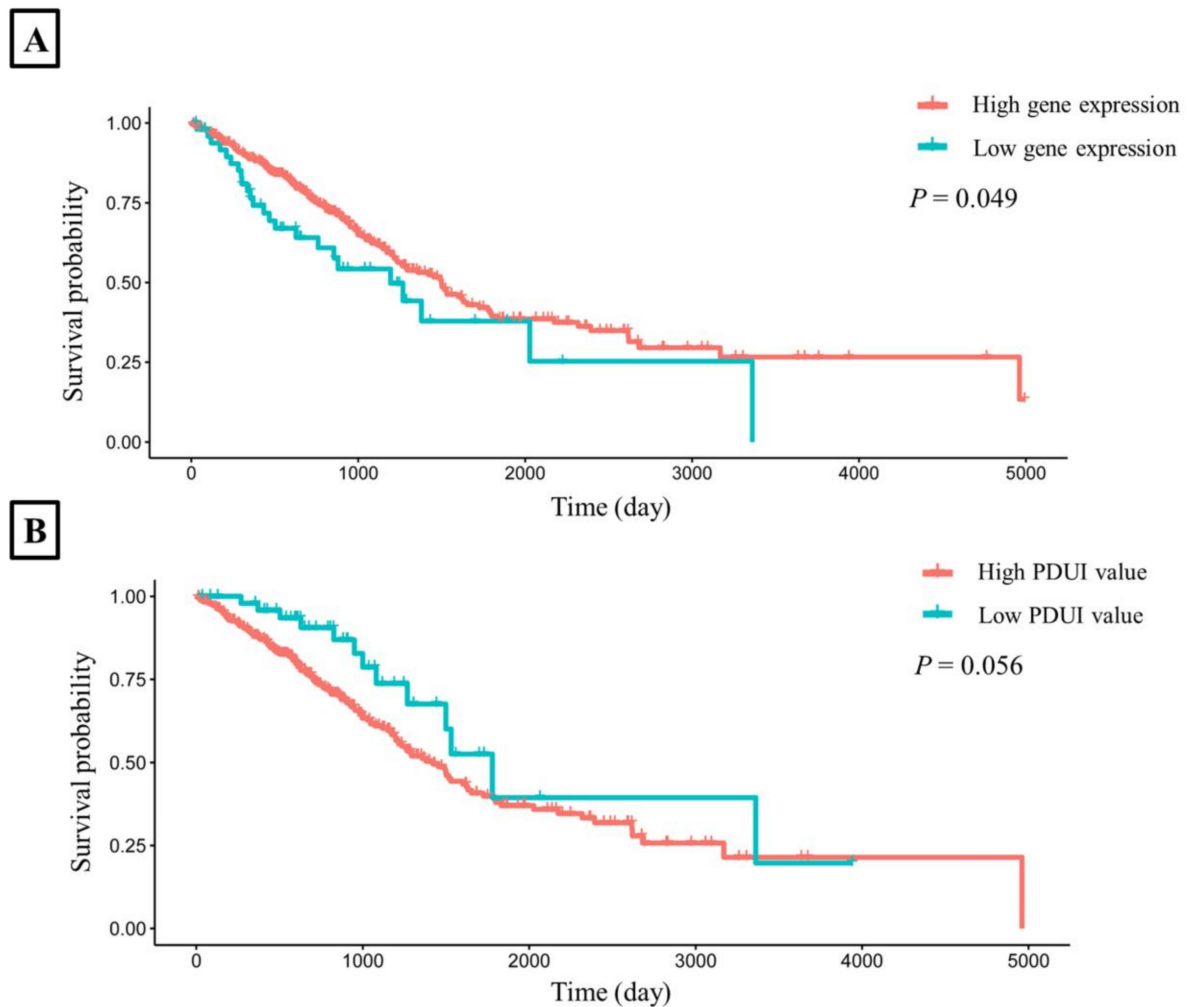 A
High gene expression
Low gene expression
P = 0.049
Survival probability
1.00
0.75
0.50
0.25
0.00
0 1000 2000 3000 4000 5000
Time (day)
B
High PDUI value
Low PDUI value
P = 0.056
Survival probability
1.00
0.75
0.50
0.25
0.00
0 1000 2000 3000 4000 5000
Time (day)